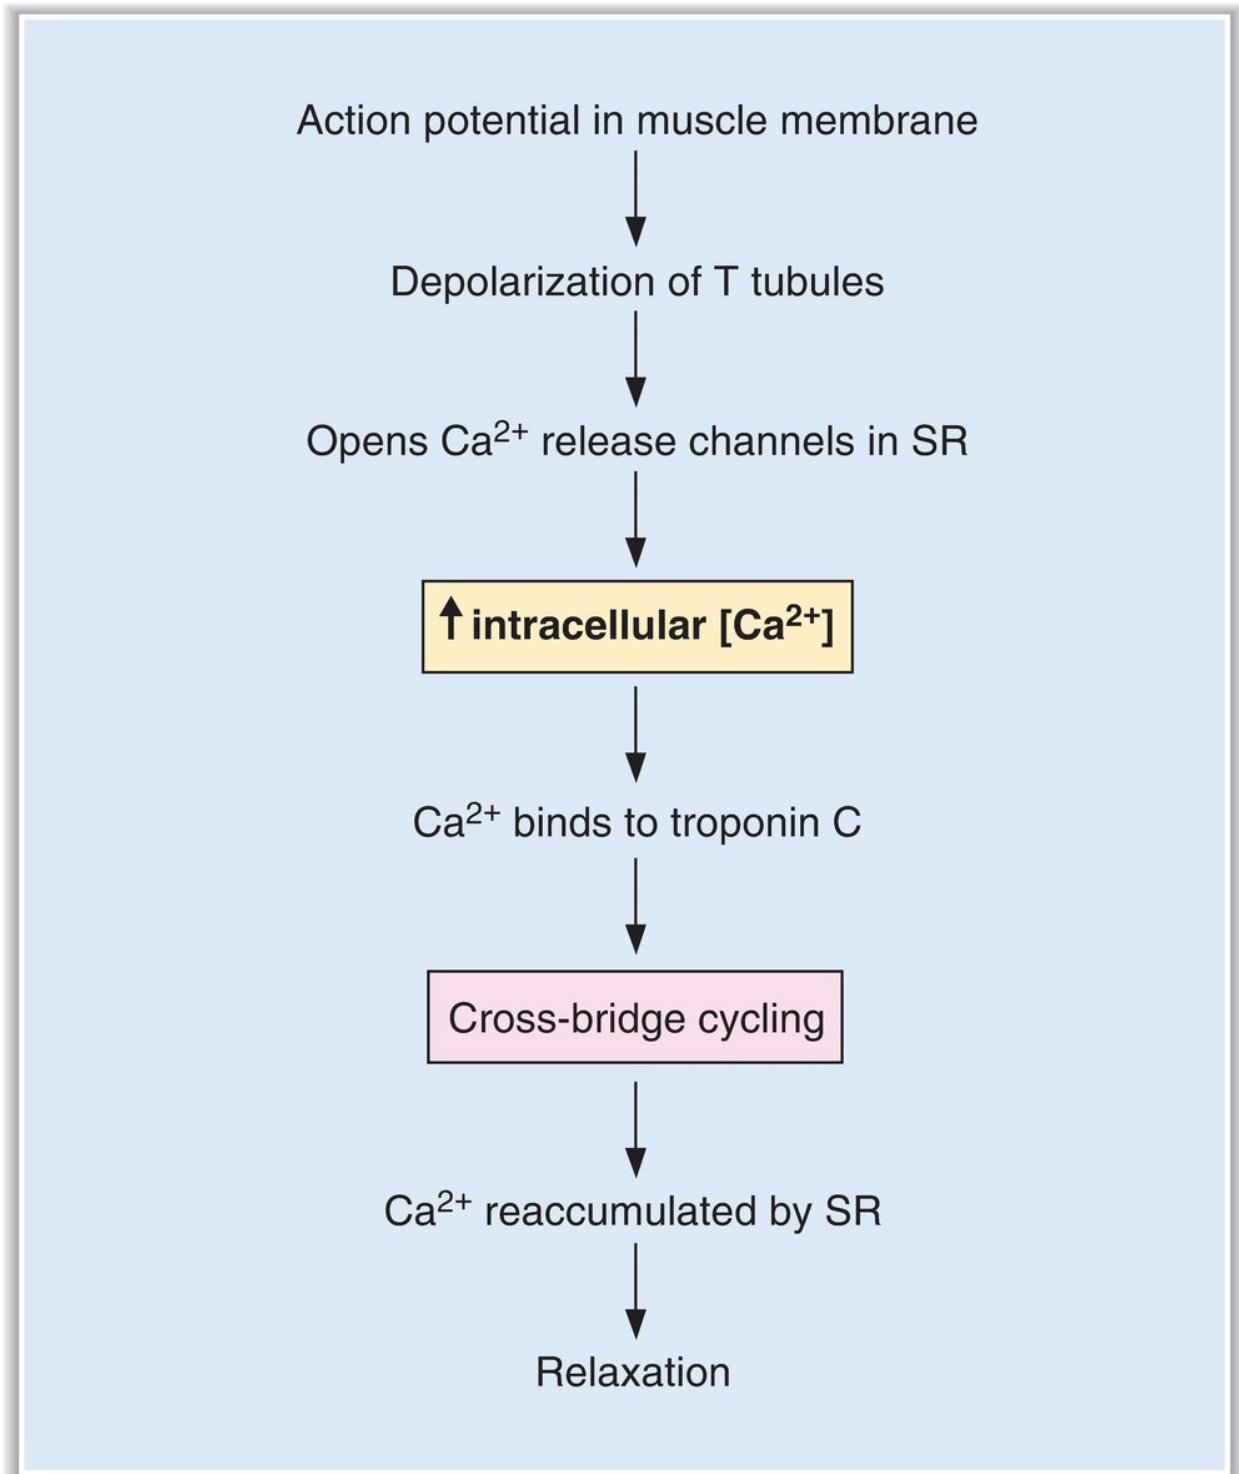 Action potential in muscle membrane
Depolarization of T tubules
Opens Ca²⁺ release channels in SR
↑ intracellular [Ca²⁺]
Ca²⁺ binds to troponin C
Cross-bridge cycling
Ca²⁺ reaccumulated by SR
Relaxation